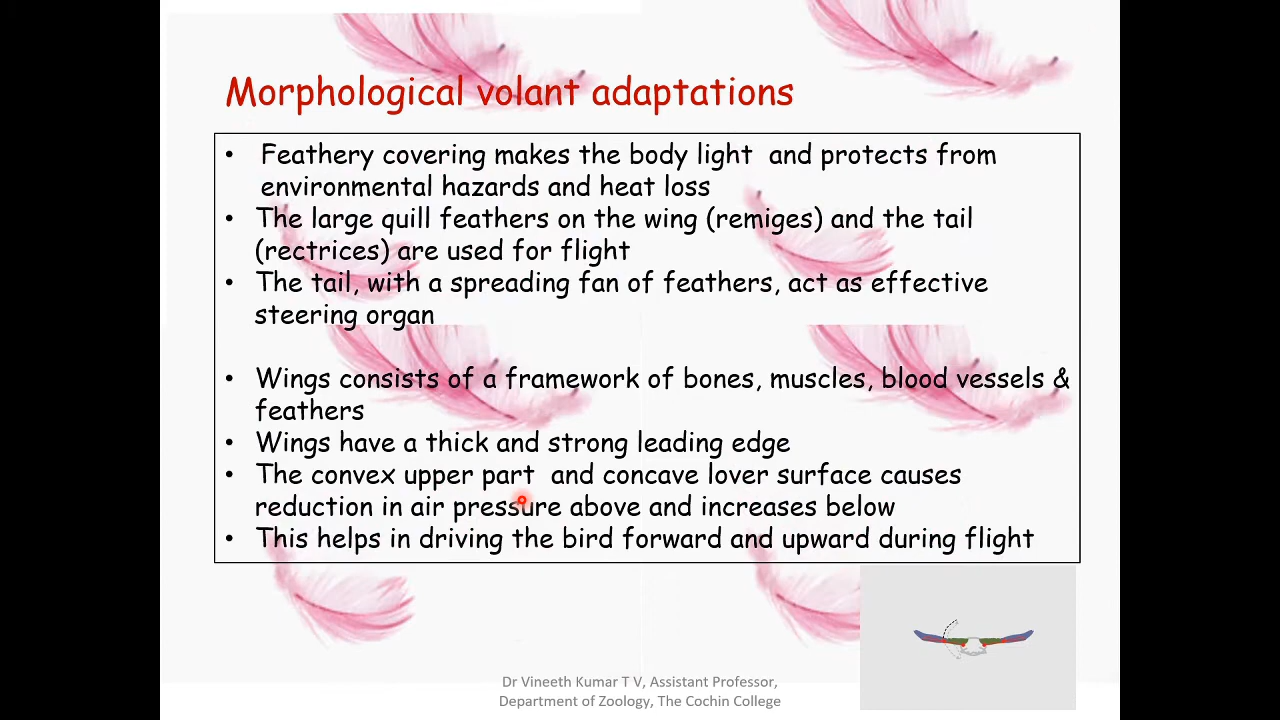 Morphological volant adaptations
• Feathery covering makes the body light and protects from
environmental hazards and heat loss
• The large quill feathers on the wing (remiges) and the tail
(rectrices) are used for flight
• The tail, with a spreading fan of feathers, act as effective
steering organ
• Wings consists of a framework of bones, muscles, blood vessels &
feathers
• Wings have a thick and strong leading edge
• The convex upper part and concave lover surface causes
reduction in air pressure above and increases below
• This helps in driving the bird forward and upward during flight
Dr Vineeth Kumar T V, Assistant Professor,
Department of Zoology, The Cochin College